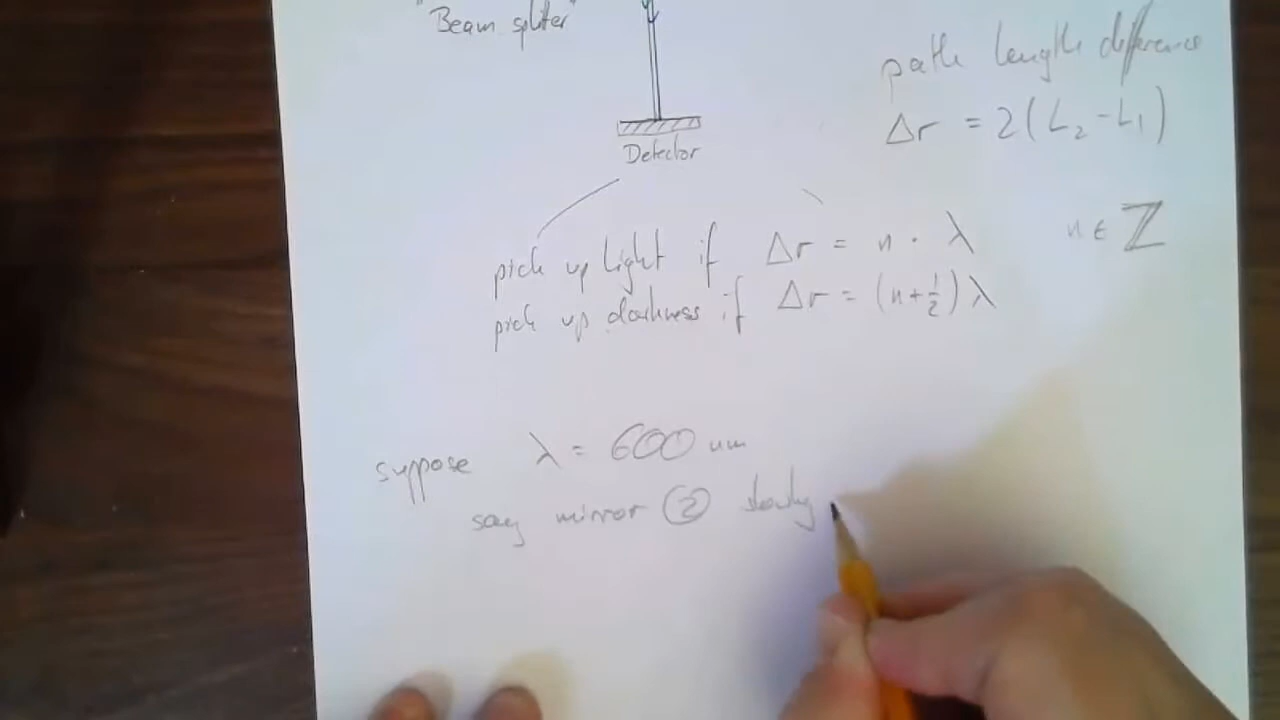 "Beam spliter"
Detector
path length difference
Δr = 2(L₂-L₁)
pick up light if Δr = n · λ n ∈ ℤ
pick up darkness if Δr = (n+½)λ
suppose λ = 600 nm
say mirror ② slowly